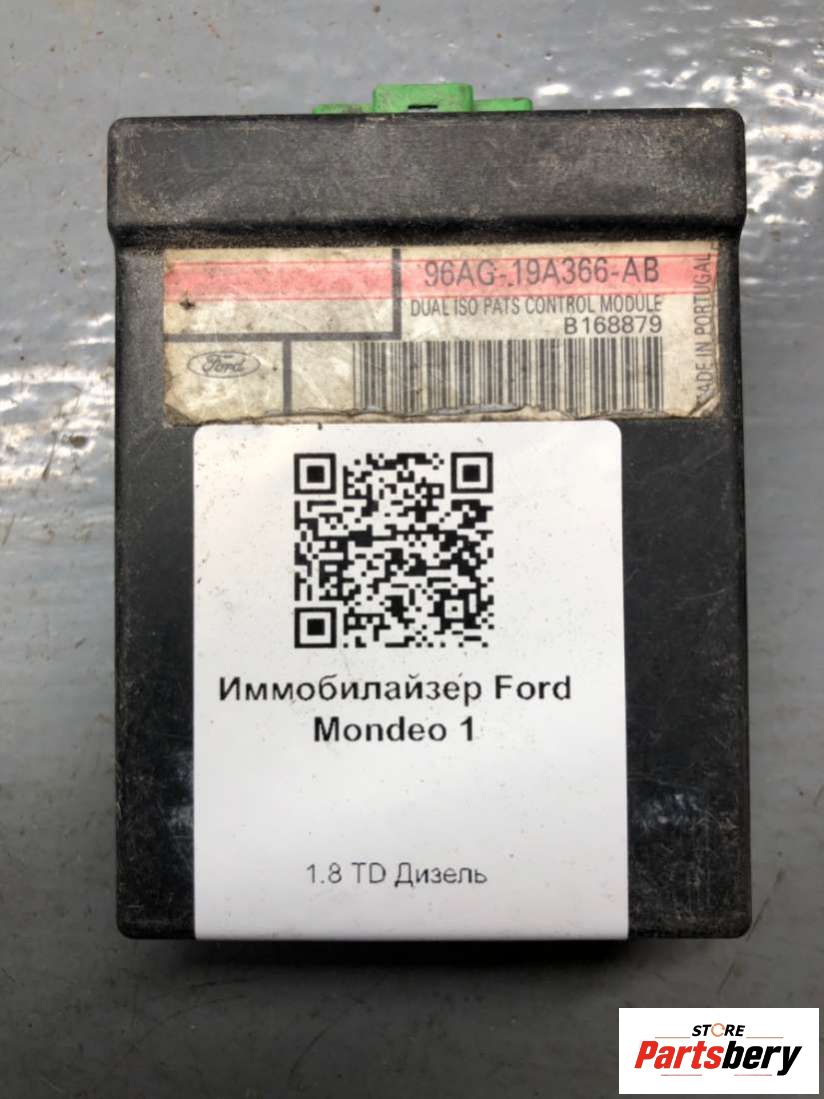 96AG-19A366-AB
DUAL ISO PATS CONTROL MODULE
B168879
MADE IN PORTUGAL
Ford
Иммобилайзер Ford
Mondeo 1
1.8 TD Дизель
STORE
Partsbery